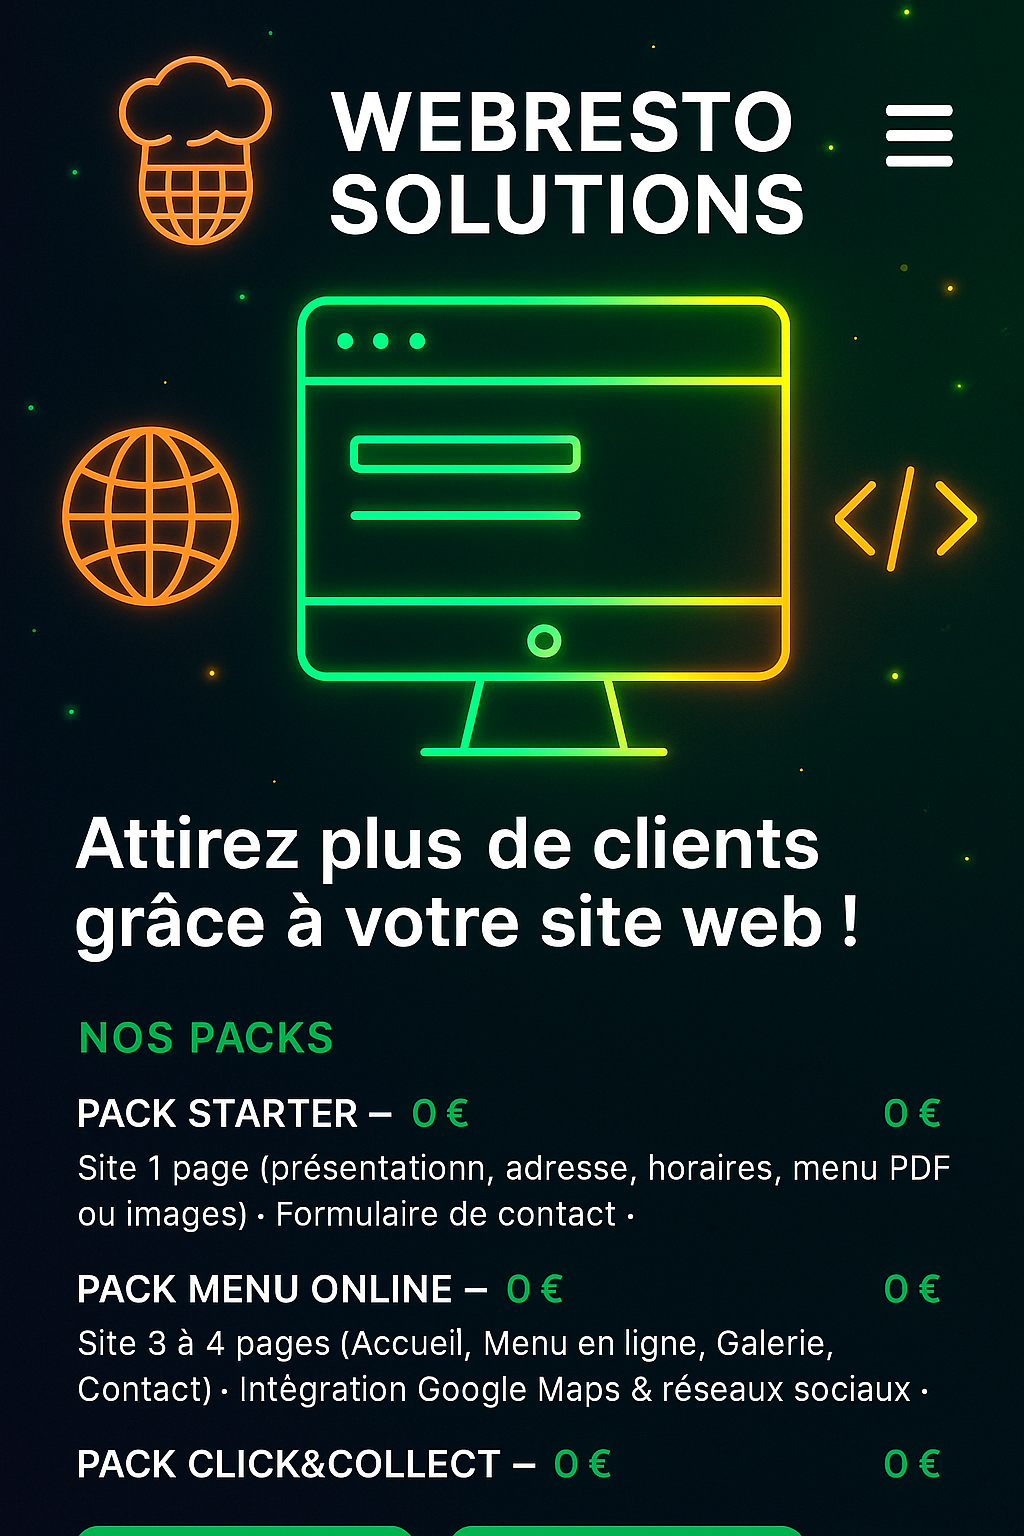 WEBRESTO
SOLUTIONS
</>
Attirez plus de clients
grâce à votre site web !
NOS PACKS
PACK STARTER – 0 € 0 €
Site 1 page (présentationn, adresse, horaires, menu PDF
ou images) · Formulaire de contact ·
PACK MENU ONLINE – 0 € 0 €
Site 3 à 4 pages (Accueil, Menu en ligne, Galerie,
Contact) · Intêgration Google Maps & réseaux sociaux ·
PACK CLICK&COLLECT – 0 € 0 €